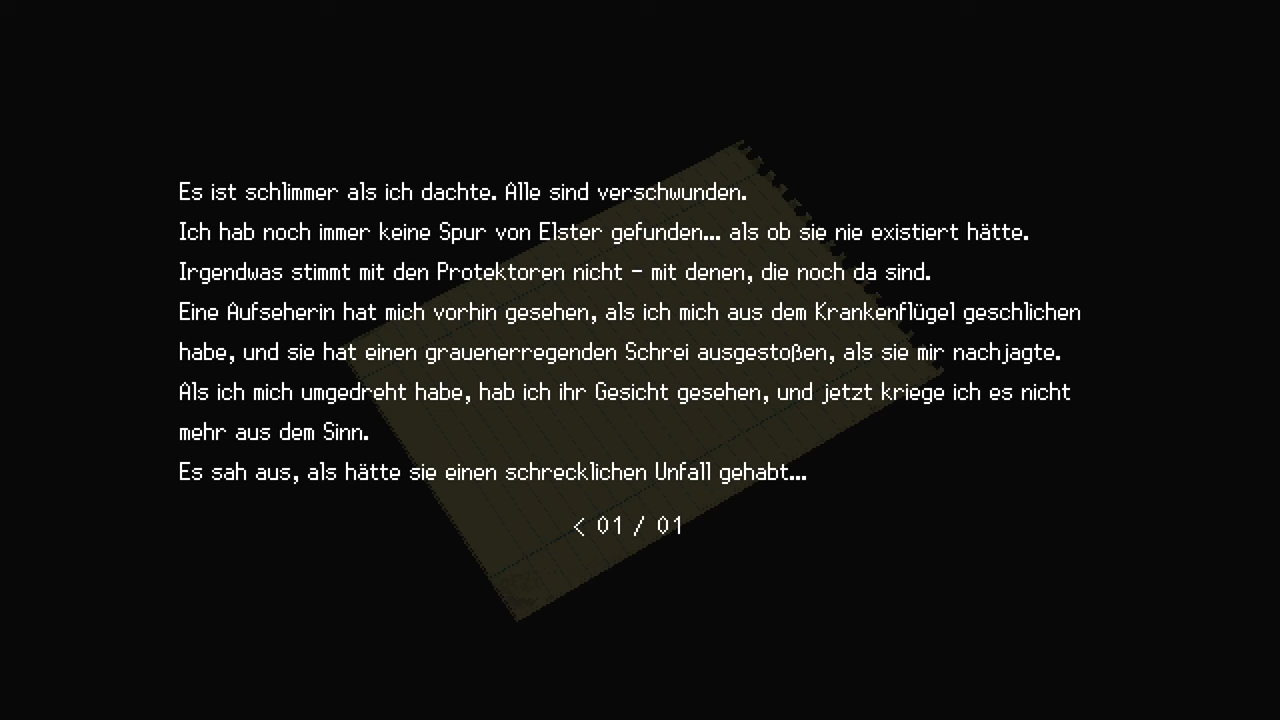 Es ist schlimmer als ich dachte. Alle sind verschwunden.
Ich hab noch immer keine Spur von Elster gefunden... als ob sie nie existiert hätte.
Irgendwas stimmt mit den Protektoren nicht - mit denen, die noch da sind.
Eine Aufseherin hat mich vorhin gesehen, als ich mich aus dem Krankenflügel geschlichen
habe, und sie hat einen grauenerregenden Schrei ausgestoßen, als sie mir nachjagte.
Als ich mich umgedreht habe, hab ich ihr Gesicht gesehen, und jetzt kriege ich es nicht
mehr aus dem Sinn.
Es sah aus, als hätte sie einen schrecklichen Unfall gehabt...
< 01 / 01